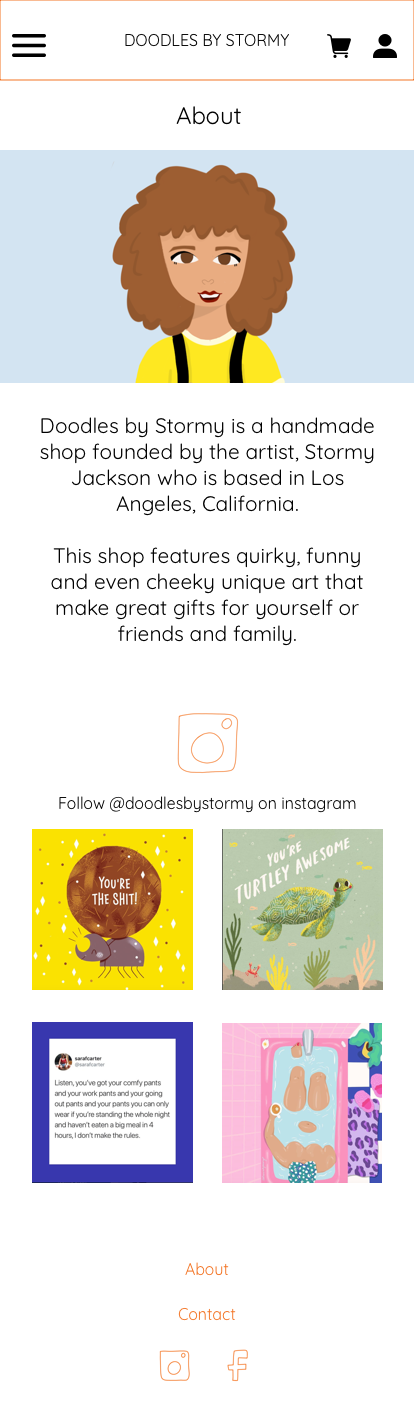 DOODLES BY STORMY
About
Doodles by Stormy is a handmade
shop founded by the artist, Stormy
Jackson who is based in Los
Angeles, California.
This shop features quirky, funny
and even cheeky unique art that
make great gifts for yourself or
friends and family.
Follow @doodlesbystormy on instagram
YOU'RE
THE SHIT!
YOU'RE
TURTLEY AWESOME
sarafcarter
@sarafcarter
Listen, you've got your comfy pants
and your work pants and your going
out pants and your pants you can only
wear if you're standing the whole night
and haven't eaten a big meal in 4
hours, I don't make the rules.
About
Contact